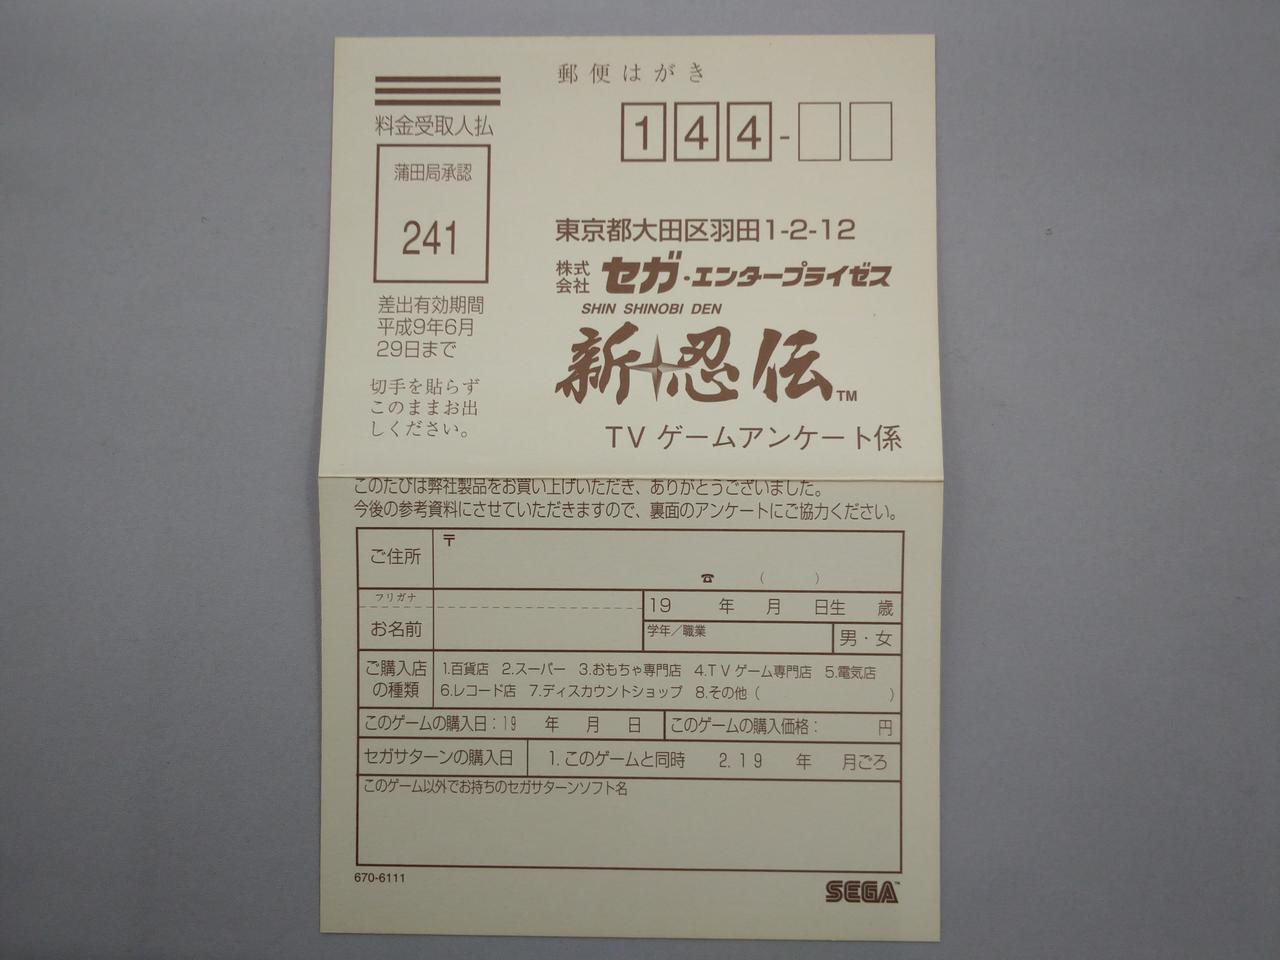 郵便はがき
料金受取人払
蒲田局承認
241
差出有効期間
平成9年6月
29日まで
切手を貼らず
このままお出
しください。
144-
東京都大田区羽田1-2-12
株式会社 セガ・エンタープライゼス
SHIN SHINOBI DEN
新忍伝™
TV ゲームアンケート係
このたびは弊社製品をお買い上げいただき、ありがとうございました。
今後の参考資料にさせていただきますので、裏面のアンケートにご協力ください。
ご住所 〒
☎ ( )
フリガナ
お名前
19 年 月 日生 歳
学年／職業
男・女
ご購入店の種類
1.百貨店 2.スーパー 3.おもちゃ専門店 4.TVゲーム専門店 5.電気店
6.レコード店 7.ディスカウントショップ 8.その他 ( )
このゲームの購入日：19 年 月 日 このゲームの購入価格： 円
セガサターンの購入日 1.このゲームと同時 2.19 年 月ごろ
このゲーム以外でお持ちのセガサターンソフト名
670-6111
SEGA™